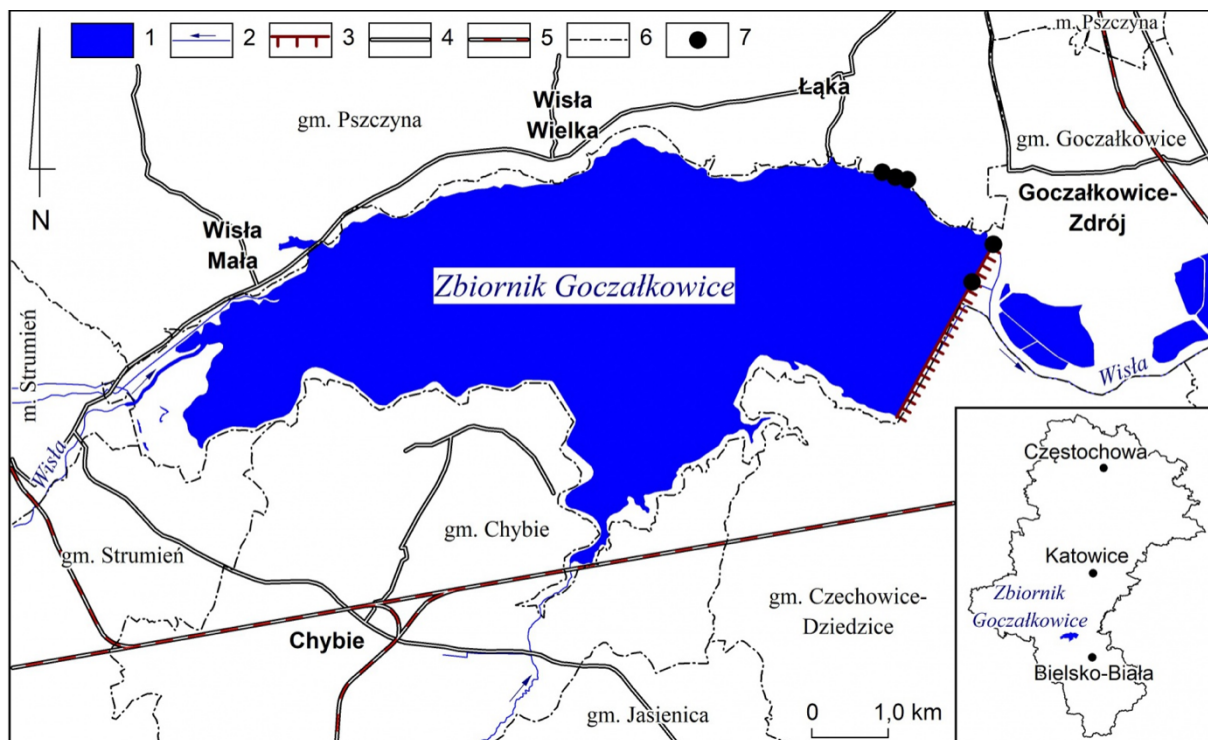 1 2 3 4 5 6 7
m. Pszczyna
gm. Pszczyna
Wisła
Wielka
Łąka
gm. Goczałkowice
Goczałkowice-
Zdrój
N
Wisła
Mała
Zbiornik Goczałkowice
m. Strumień
Wisła
Wisła
gm. Strumień
gm. Chybie
Chybie
gm. Czechowice-
Dziedzice
gm. Jasienica
0 1,0 km
Częstochowa
Katowice
Zbiornik
Goczałkowice
Bielsko-Biała